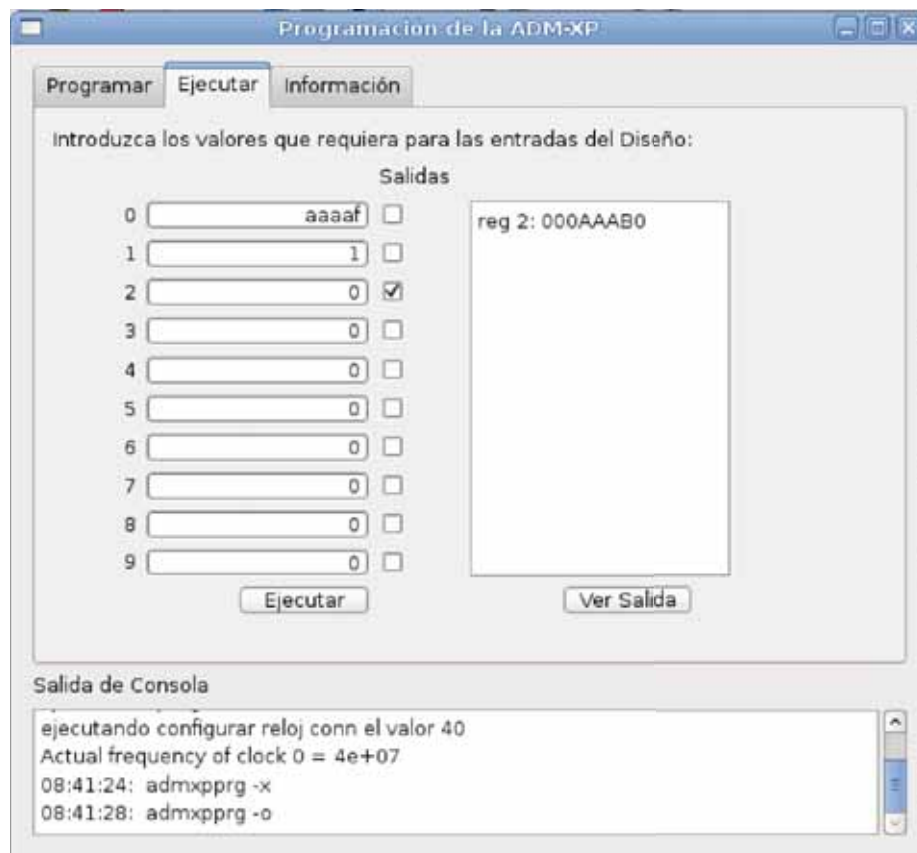 Programación de la ADM-XP
Programar Ejecutar Información
Introduzca los valores que requiera para las entradas del Diseño:
Salidas
0 aaaaf
1 1
2 0
3 0
4 0
5 0
6 0
7 0
8 0
9 0
reg 2: 000AAAB0
Ejecutar
Ver Salida
Salida de Consola
ejecutando configurar reloj conn el valor 40
Actual frequency of clock 0 = 4e+07
08:41:24: admxpprg -x
08:41:28: admxpprg -o